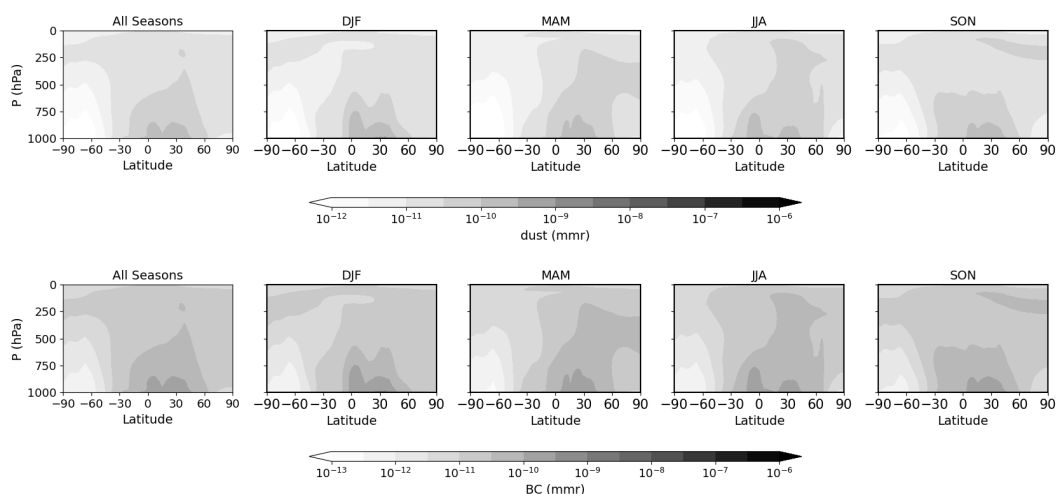 All Seasons DJF MAM JJA SON
P (hPa)
0
250
500
750
1000
−90 −60 −30 0 30 60 90 −90 −60 −30 0 30 60 90 −90 −60 −30 0 30 60 90 −90 −60 −30 0 30 60 90 −90 −60 −30 0 30 60 90
Latitude Latitude Latitude Latitude Latitude
10⁻¹² 10⁻¹¹ 10⁻¹⁰ 10⁻⁹ 10⁻⁸ 10⁻⁷ 10⁻⁶
dust (mmr)
All Seasons DJF MAM JJA SON
P (hPa)
0
250
500
750
1000
−90 −60 −30 0 30 60 90 −90 −60 −30 0 30 60 90 −90 −60 −30 0 30 60 90 −90 −60 −30 0 30 60 90 −90 −60 −30 0 30 60 90
Latitude Latitude Latitude Latitude Latitude
10⁻¹³ 10⁻¹² 10⁻¹¹ 10⁻¹⁰ 10⁻⁹ 10⁻⁸ 10⁻⁷ 10⁻⁶
BC (mmr)